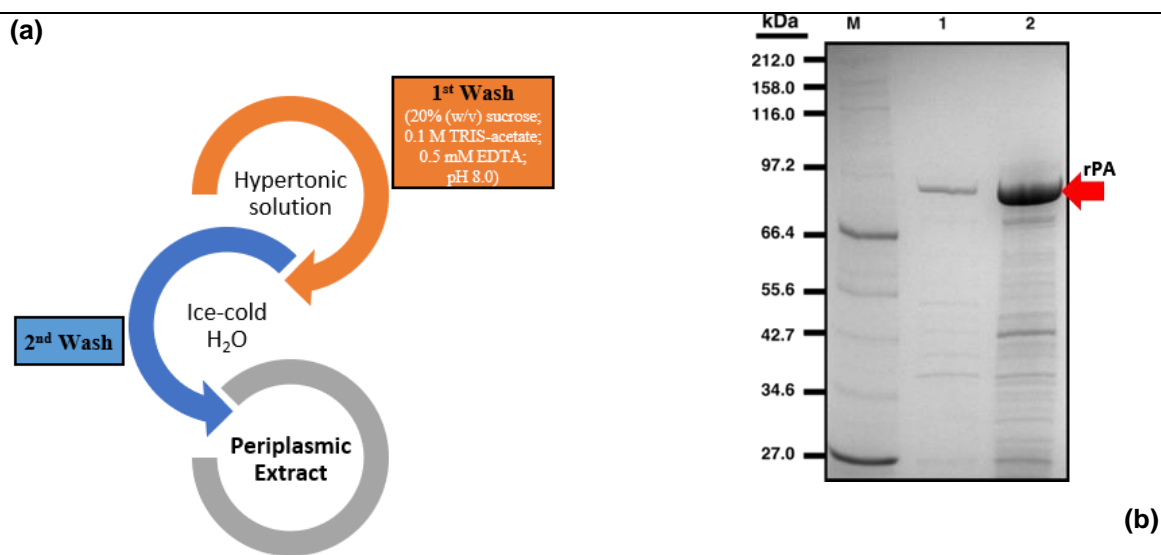 (a)
1st Wash
(20% (w/v) sucrose;
0.1 M TRIS-acetate;
0.5 mM EDTA;
pH 8.0)
Hypertonic
solution
2nd Wash
Ice-cold
H₂O
Periplasmic
Extract
kDa
M 1 2
212.0
158.0
116.0
97.2
rPA
66.4
55.6
42.7
34.6
27.0
(b)